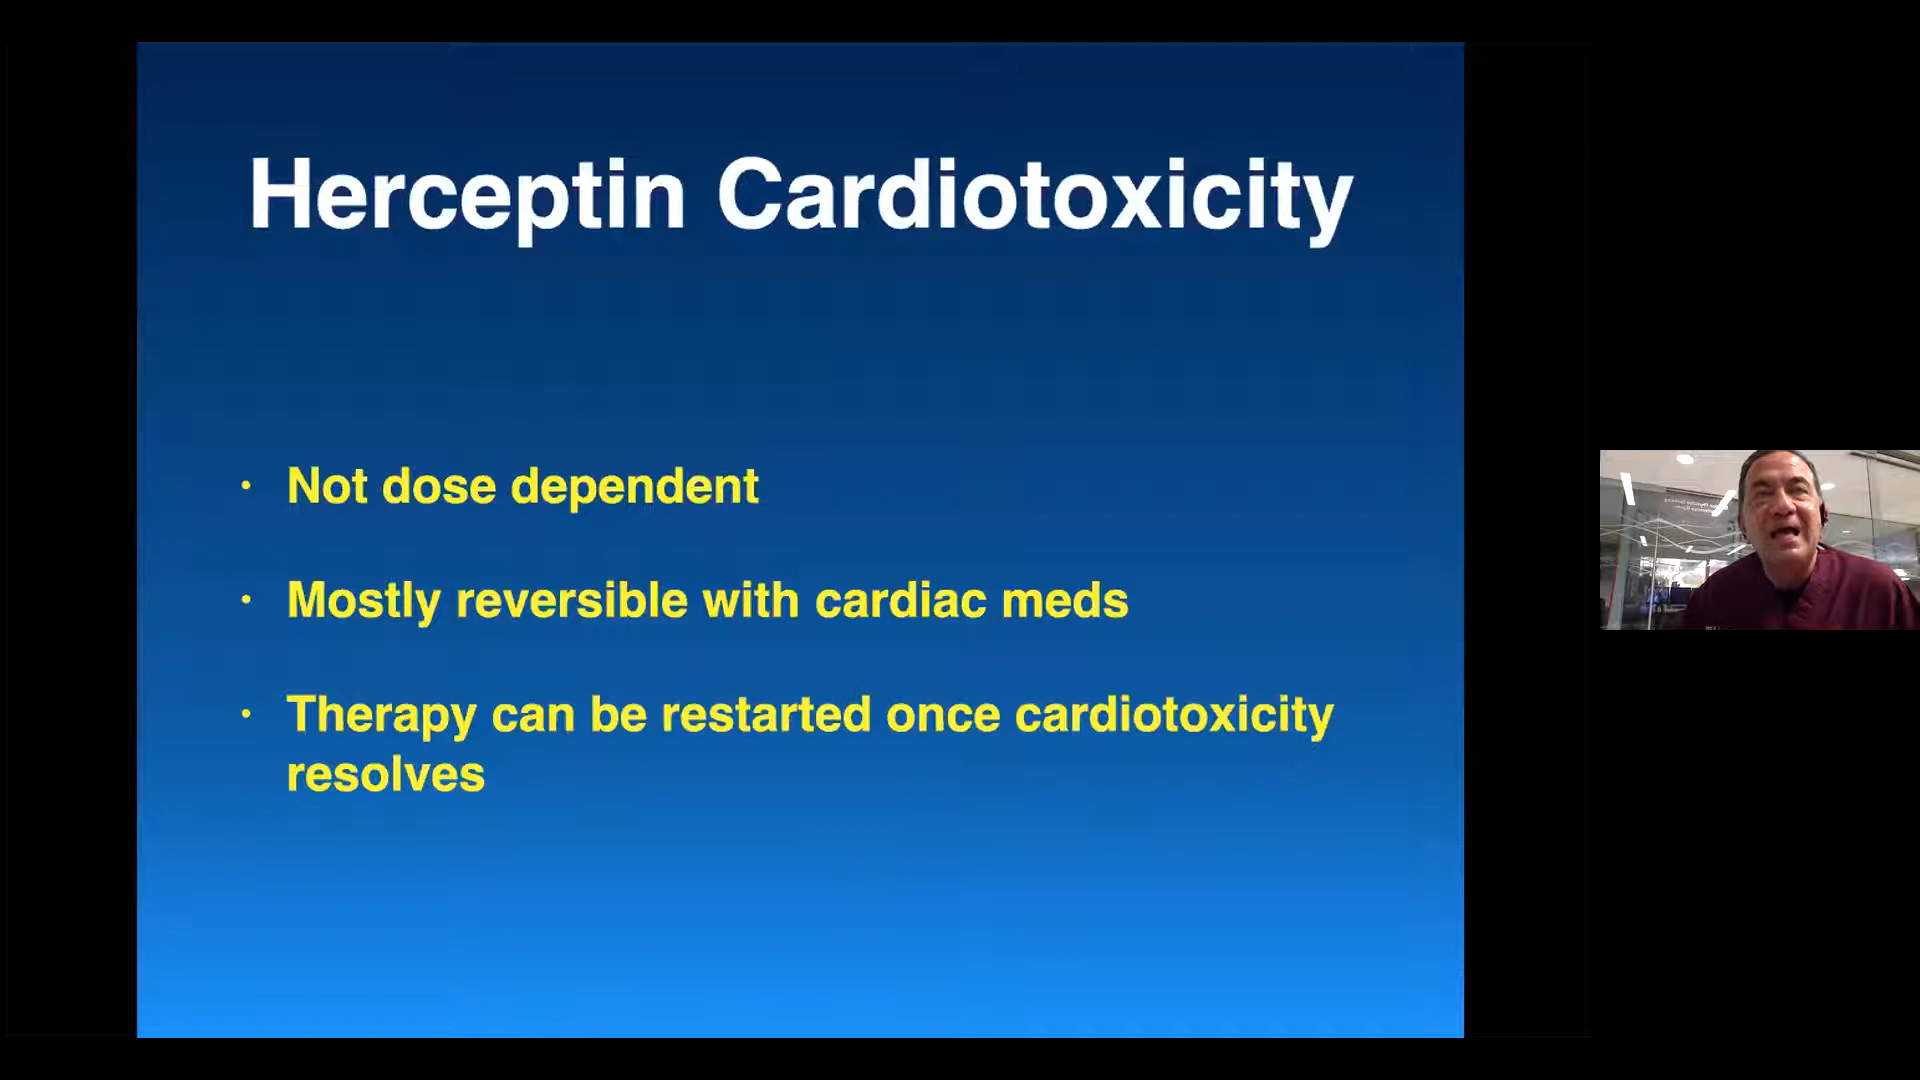 Herceptin Cardiotoxicity
· Not dose dependent
· Mostly reversible with cardiac meds
· Therapy can be restarted once cardiotoxicity
resolves